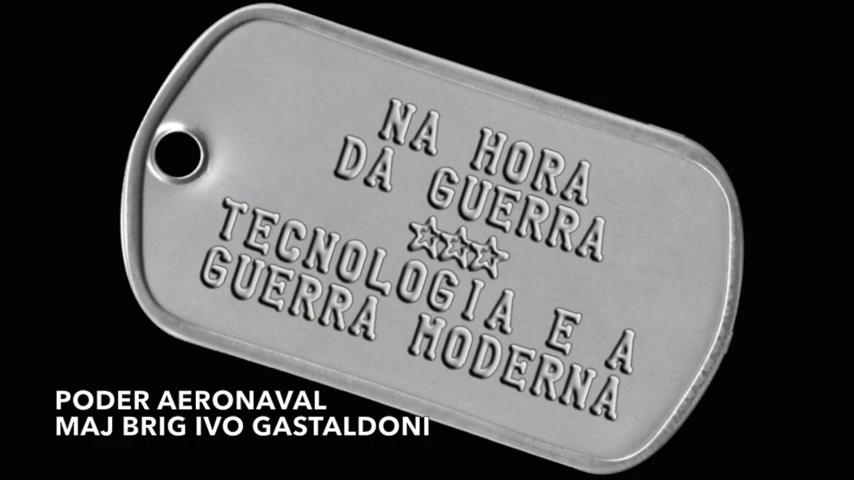 NA HORA
DA GUERRA
TECNOLOGIA E A
GUERRA MODERNA
PODER AERONAVAL
MAJ BRIG IVO GASTALDONI